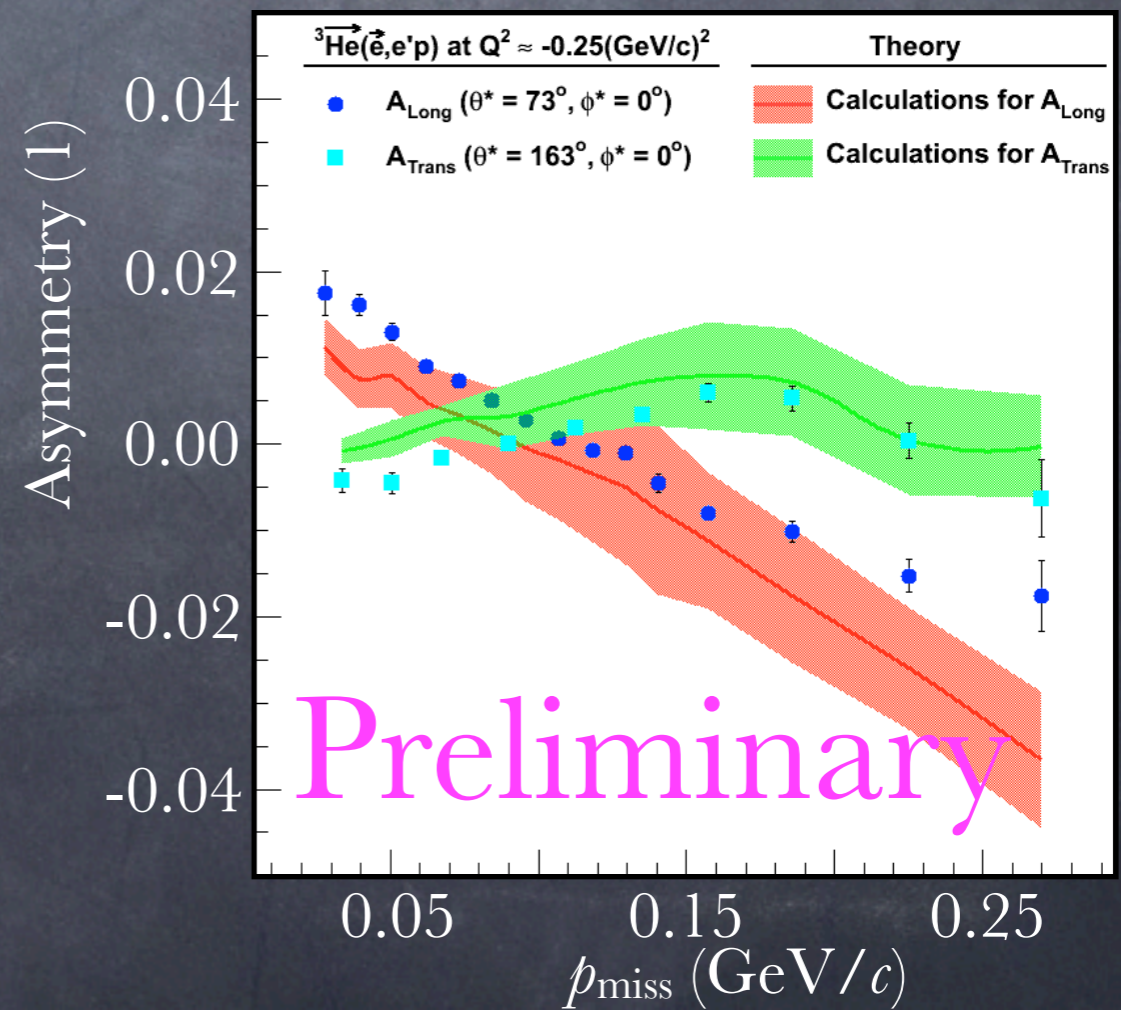 ³He(e,e'p) at Q² ≈ -0.25(GeV/c)² Theory
A_Long (θ* = 73°, ϕ* = 0°) Calculations for A_Long
A_Trans (θ* = 163°, ϕ* = 0°) Calculations for A_Trans
Asymmetry (1)
0.04
0.02
0.00
-0.02
-0.04
Preliminary
0.05 0.15 0.25
p_miss (GeV/c)